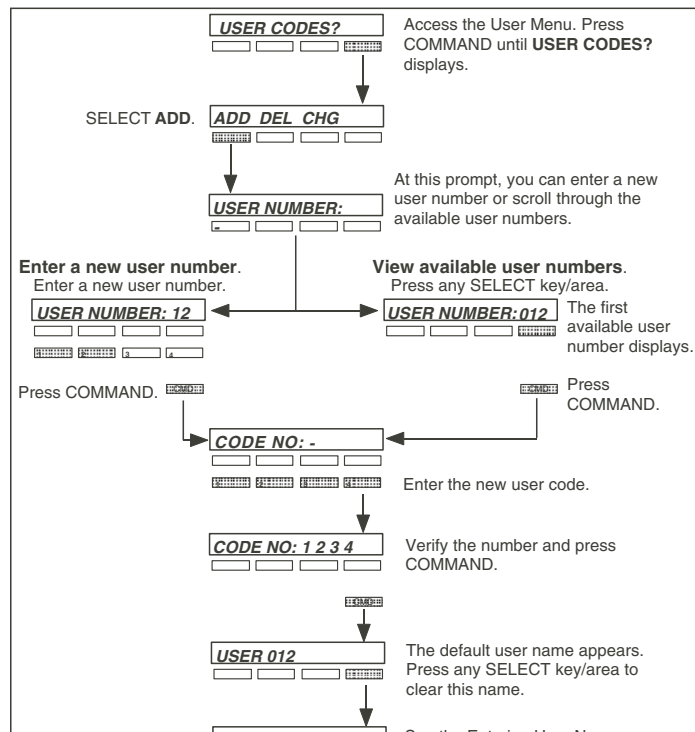 USER CODES?
Access the User Menu. Press
COMMAND until USER CODES?
displays.
SELECT ADD.
ADD DEL CHG
USER NUMBER:
-
At this prompt, you can enter a new
user number or scroll through the
available user numbers.
Enter a new user number.
Enter a new user number.
USER NUMBER: 12
1 2 3 4
View available user numbers.
Press any SELECT key/area.
USER NUMBER:012
The first
available user
number displays.
Press COMMAND.
CMD
CMD
Press
COMMAND.
CODE NO: -
1 2 3 4
Enter the new user code.
CODE NO: 1 2 3 4
Verify the number and press
COMMAND.
CMD
USER 012
The default user name appears.
Press any SELECT key/area to
clear this name.